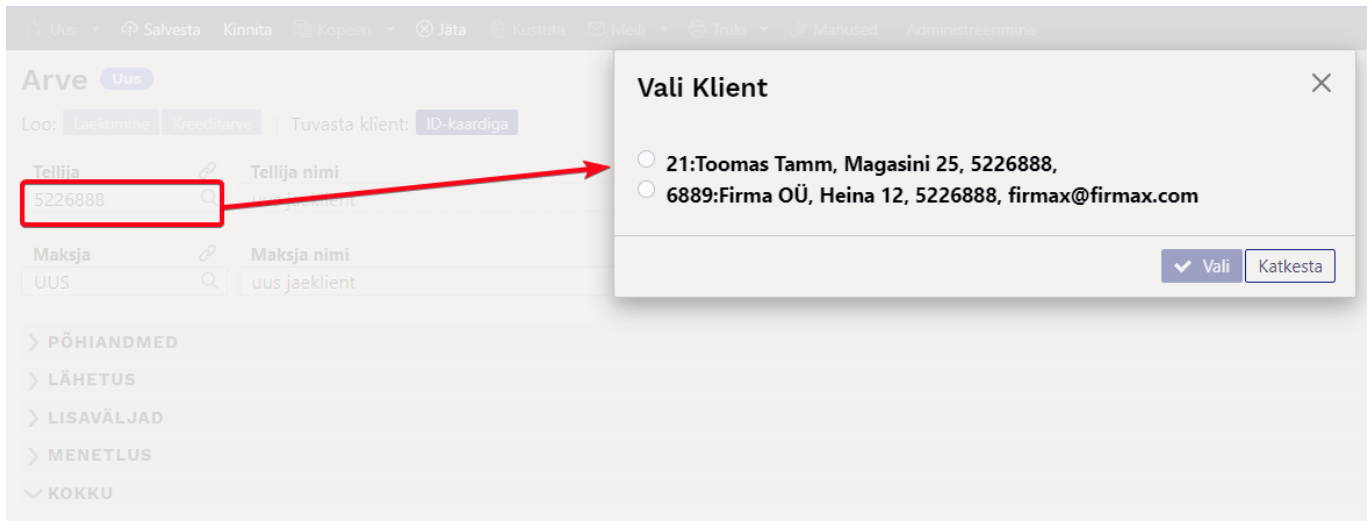 Uus Salvesta Kinnita Kopeeri Jäta Kustuta Meili Trüki Manused Administreerimine
Arve Uus
Loo: Laekumine Kreeditarve Tuvasta klient: ID-kaardiga
Tellija Tellija nimi
5226888 uus jaeklient
Maksja Maksja nimi
UUS uus jaeklient
PÕHIANDMED
LÄHETUS
LISAVÄLJAD
MENETLUS
KOKKU
Vali Klient
21:Toomas Tamm, Magasini 25, 5226888,
6889:Firma OÜ, Heina 12, 5226888, firmax@firmax.com
Vali Katkesta